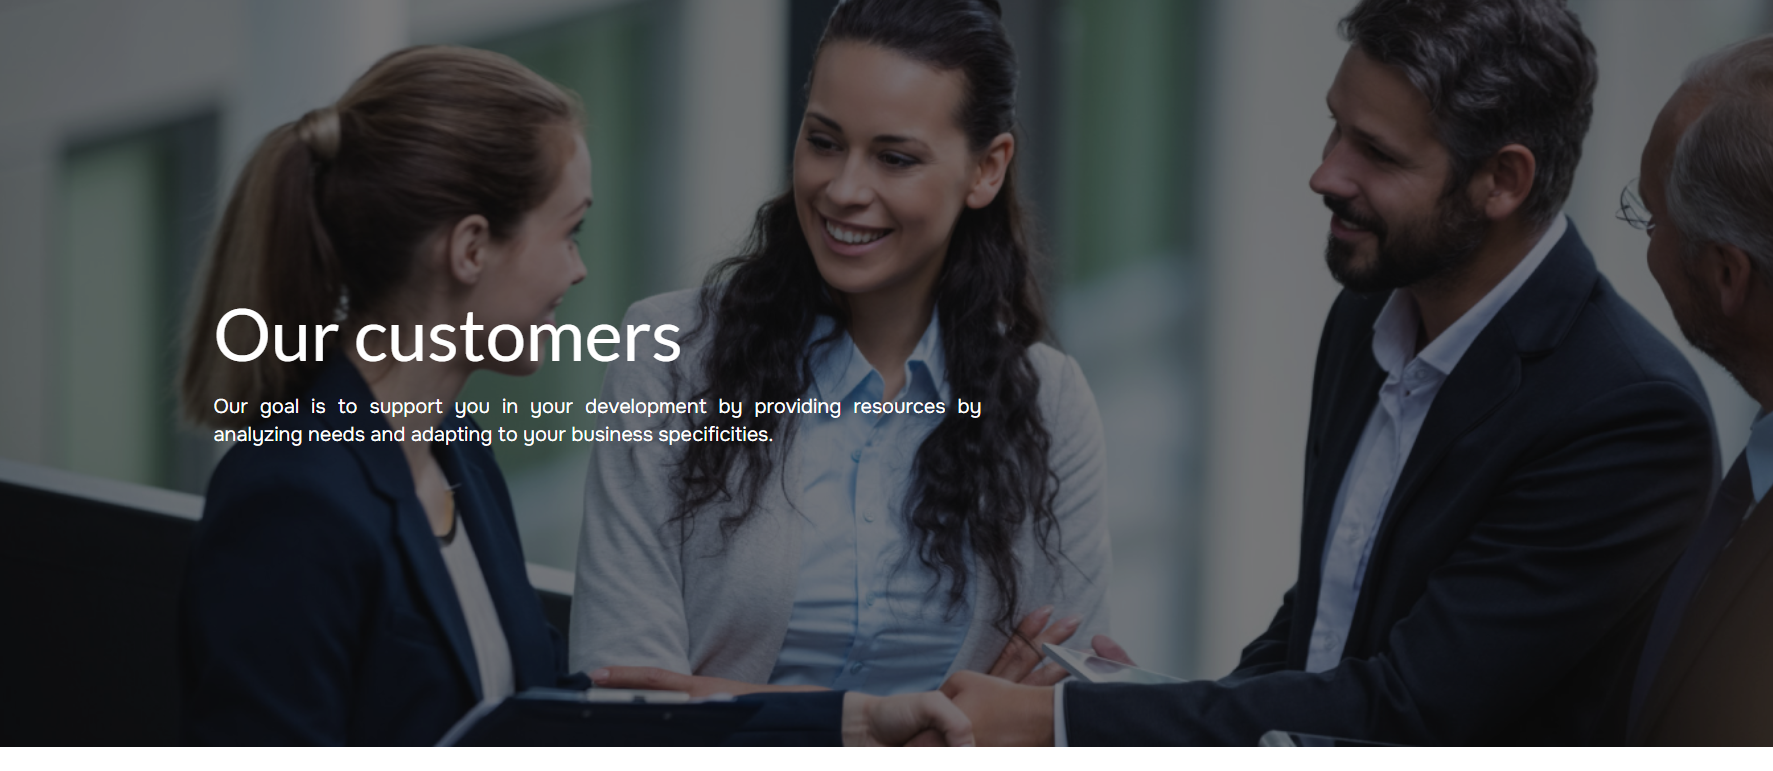 Our customers
Our goal is to support you in your development by providing resources by
analyzing needs and adapting to your business specificities.